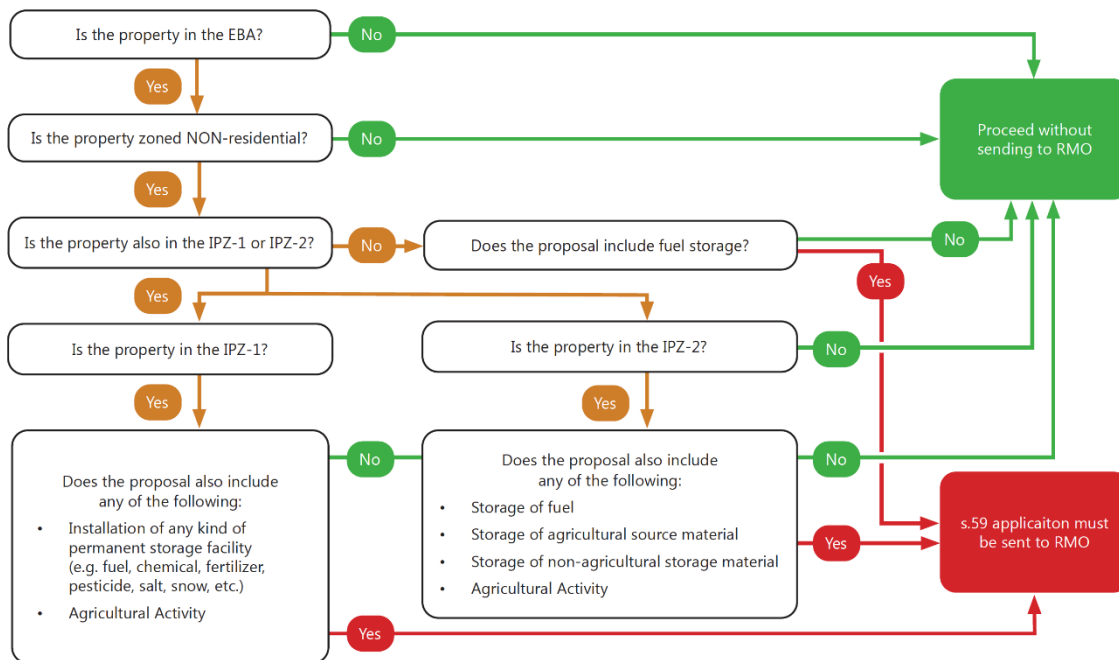 Is the property in the EBA?
No
Yes
Is the property zoned NON-residential?
No
Proceed without
sending to RMO
Yes
Is the property also in the IPZ-1 or IPZ-2?
No
Does the proposal include fuel storage?
No
Yes
Yes
Is the property in the IPZ-1?
Is the property in the IPZ-2?
No
Yes
Yes
Does the proposal also include
any of the following:
• Installation of any kind of
permanent storage facility
(e.g. fuel, chemical, fertilizer,
pesticide, salt, snow, etc.)
• Agricultural Activity
No
Does the proposal also include
any of the following:
• Storage of fuel
• Storage of agricultural source material
• Storage of non-agricultural storage material
• Agricultural Activity
No
Yes
s.59 applicaiton must
be sent to RMO
Yes